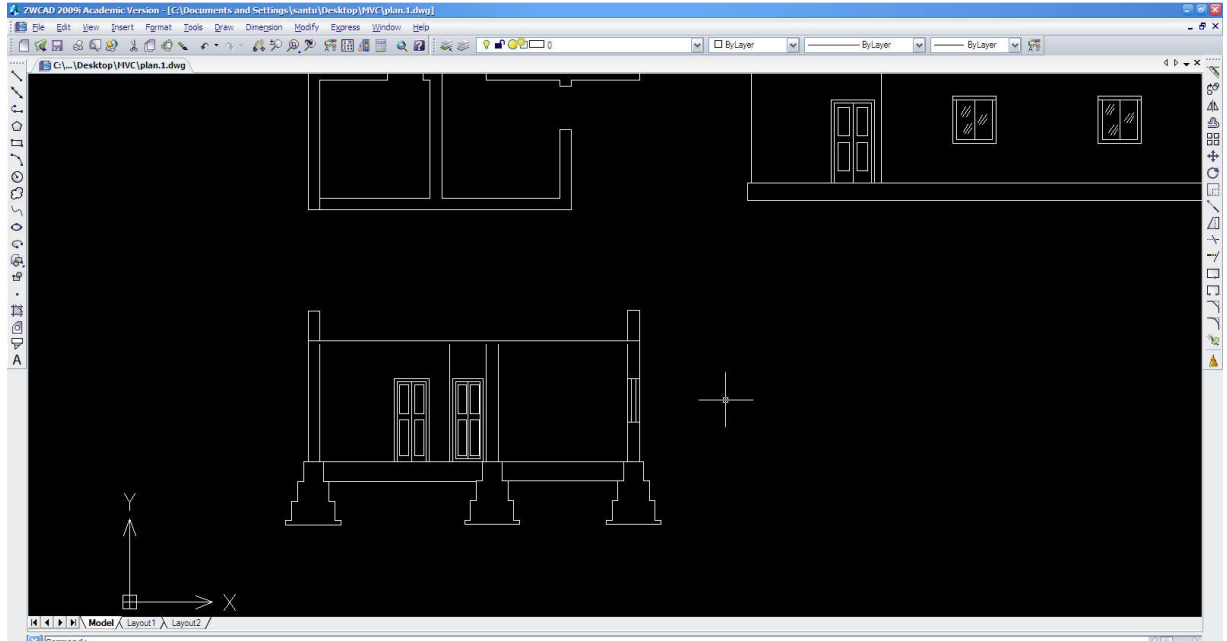 ZWCAD 2009i Academic Version - [C:\Documents and Settings\santu\Desktop\MVC\plan.1.dwg]
File Edit View Insert Format Tools Draw Dimension Modify Express Window Help
0 ByLayer ByLayer ByLayer
C:\...\Desktop\MVC\plan.1.dwg
A
Y
X
Model Layout1 Layout2
Command: